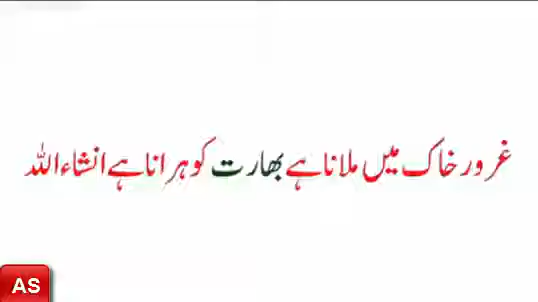 غرور خاک میں ملانا ہے بھارت کو ہرانا ہے انشاءاللہ
AS